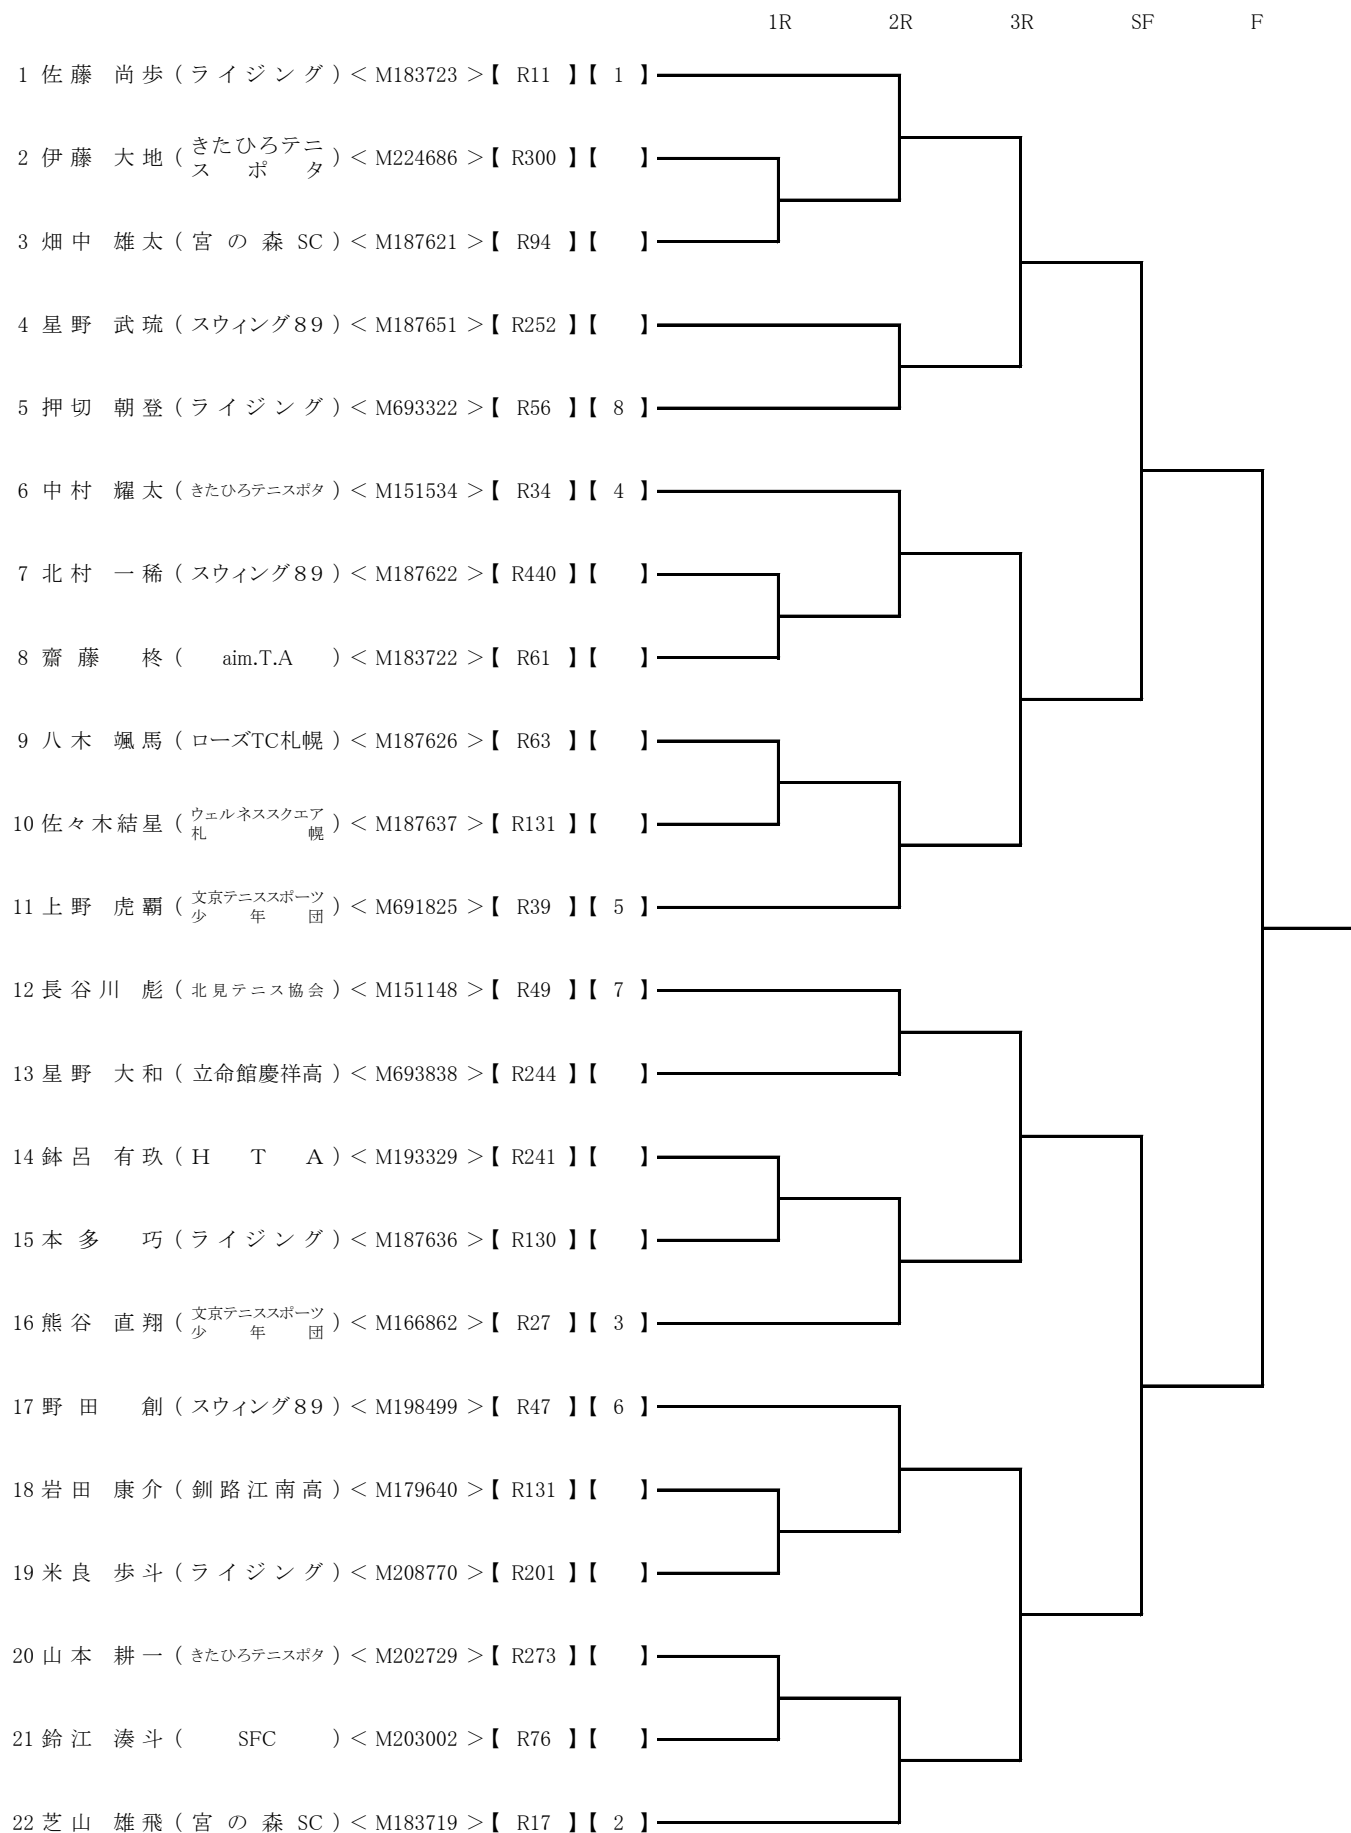 1R 2R 3R SF F
1 佐藤 尚歩 ( ライジング ) < M183723 > 【 R11 】 【 1 】
2 伊藤 大地 ( きたひろテニスポタ ) < M224686 > 【 R300 】 【 】
3 畑中 雄太 ( 宮の森 SC ) < M187621 > 【 R94 】 【 】
4 星野 武琉 ( スウィング89 ) < M187651 > 【 R252 】 【 】
5 押切 朝登 ( ライジング ) < M693322 > 【 R56 】 【 8 】
6 中村 耀太 ( きたひろテニスポタ ) < M151534 > 【 R34 】 【 4 】
7 北村 一稀 ( スウィング89 ) < M187622 > 【 R440 】 【 】
8 齋藤 柊 ( aim.T.A ) < M183722 > 【 R61 】 【 】
9 八木 颯馬 ( ローズTC札幌 ) < M187626 > 【 R63 】 【 】
10 佐々木結星 ( ウェルネススクエア札幌 ) < M187637 > 【 R131 】 【 】
11 上野 虎覇 ( 文京テニススポーツ少年団 ) < M691825 > 【 R39 】 【 5 】
12 長谷川 彪 ( 北見テニス協会 ) < M151148 > 【 R49 】 【 7 】
13 星野 大和 ( 立命館慶祥高 ) < M693838 > 【 R244 】 【 】
14 鉢呂 有玖 ( H T A ) < M193329 > 【 R241 】 【 】
15 本多 巧 ( ライジング ) < M187636 > 【 R130 】 【 】
16 熊谷 直翔 ( 文京テニススポーツ少年団 ) < M166862 > 【 R27 】 【 3 】
17 野田 創 ( スウィング89 ) < M198499 > 【 R47 】 【 6 】
18 岩田 康介 ( 釧路江南高 ) < M179640 > 【 R131 】 【 】
19 米良 歩斗 ( ライジング ) < M208770 > 【 R201 】 【 】
20 山本 耕一 ( きたひろテニスポタ ) < M202729 > 【 R273 】 【 】
21 鈴江 湊斗 ( SFC ) < M203002 > 【 R76 】 【 】
22 芝山 雄飛 ( 宮の森 SC ) < M183719 > 【 R17 】 【 2 】